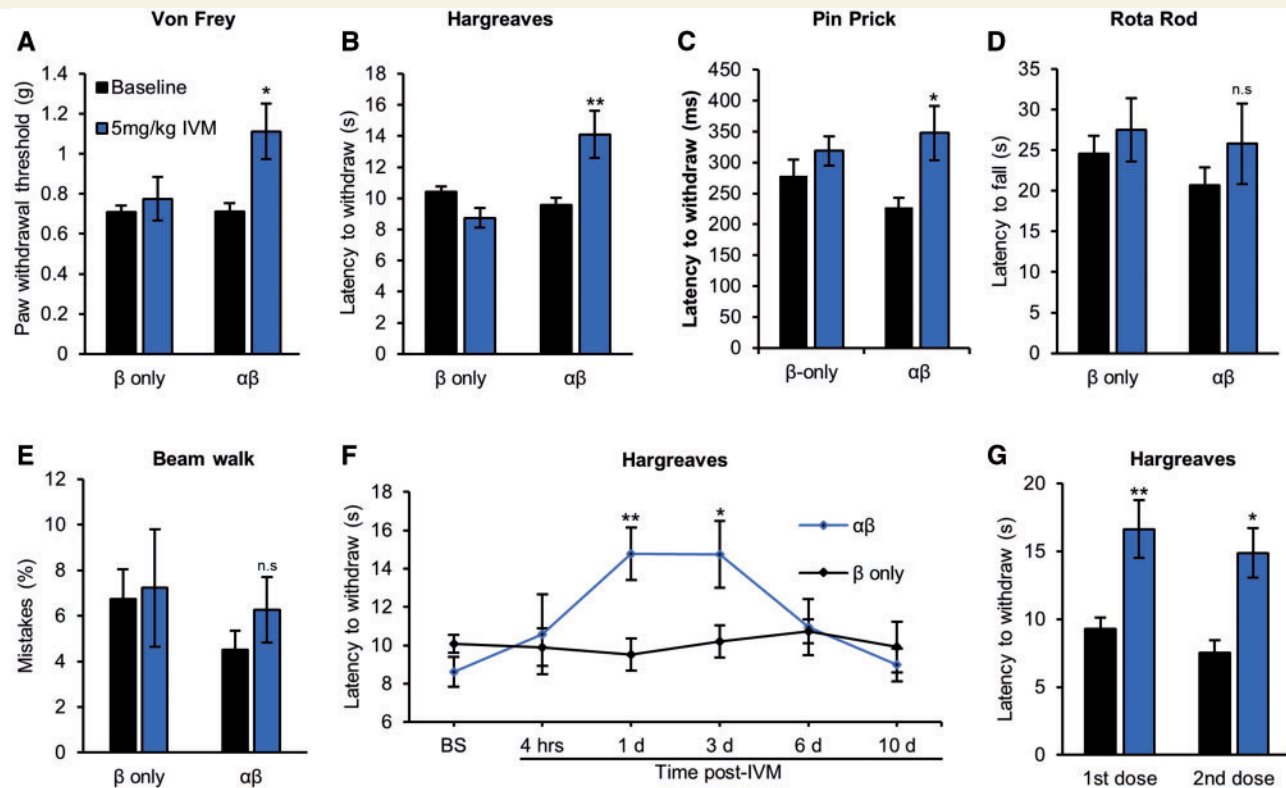 Von Frey
Hargreaves
Pin Prick
Rota Rod
A
Paw withdrawal threshold (g)
1.4
1.2
1
0.8
0.6
0.4
0.2
0
Baseline
5mg/kg IVM
*
β only
αβ
B
Latency to withdraw (s)
18
16
14
12
10
8
6
4
2
0
**
β only
αβ
C
Latency to withdraw (ms)
450
400
350
300
250
200
150
100
50
0
*
β-only
αβ
D
Latency to fall (s)
35
30
25
20
15
10
5
0
n.s
β only
αβ
E
Beam walk
Mistakes (%)
12
10
8
6
4
2
0
n.s
β only
αβ
F
Hargreaves
Latency to withdraw (s)
18
16
14
12
10
8
6
**
*
αβ
β only
BS
4 hrs
1 d
3 d
6 d
10 d
Time post-IVM
G
Hargreaves
Latency to withdraw (s)
20
15
10
5
0
**
*
1st dose
2nd dose